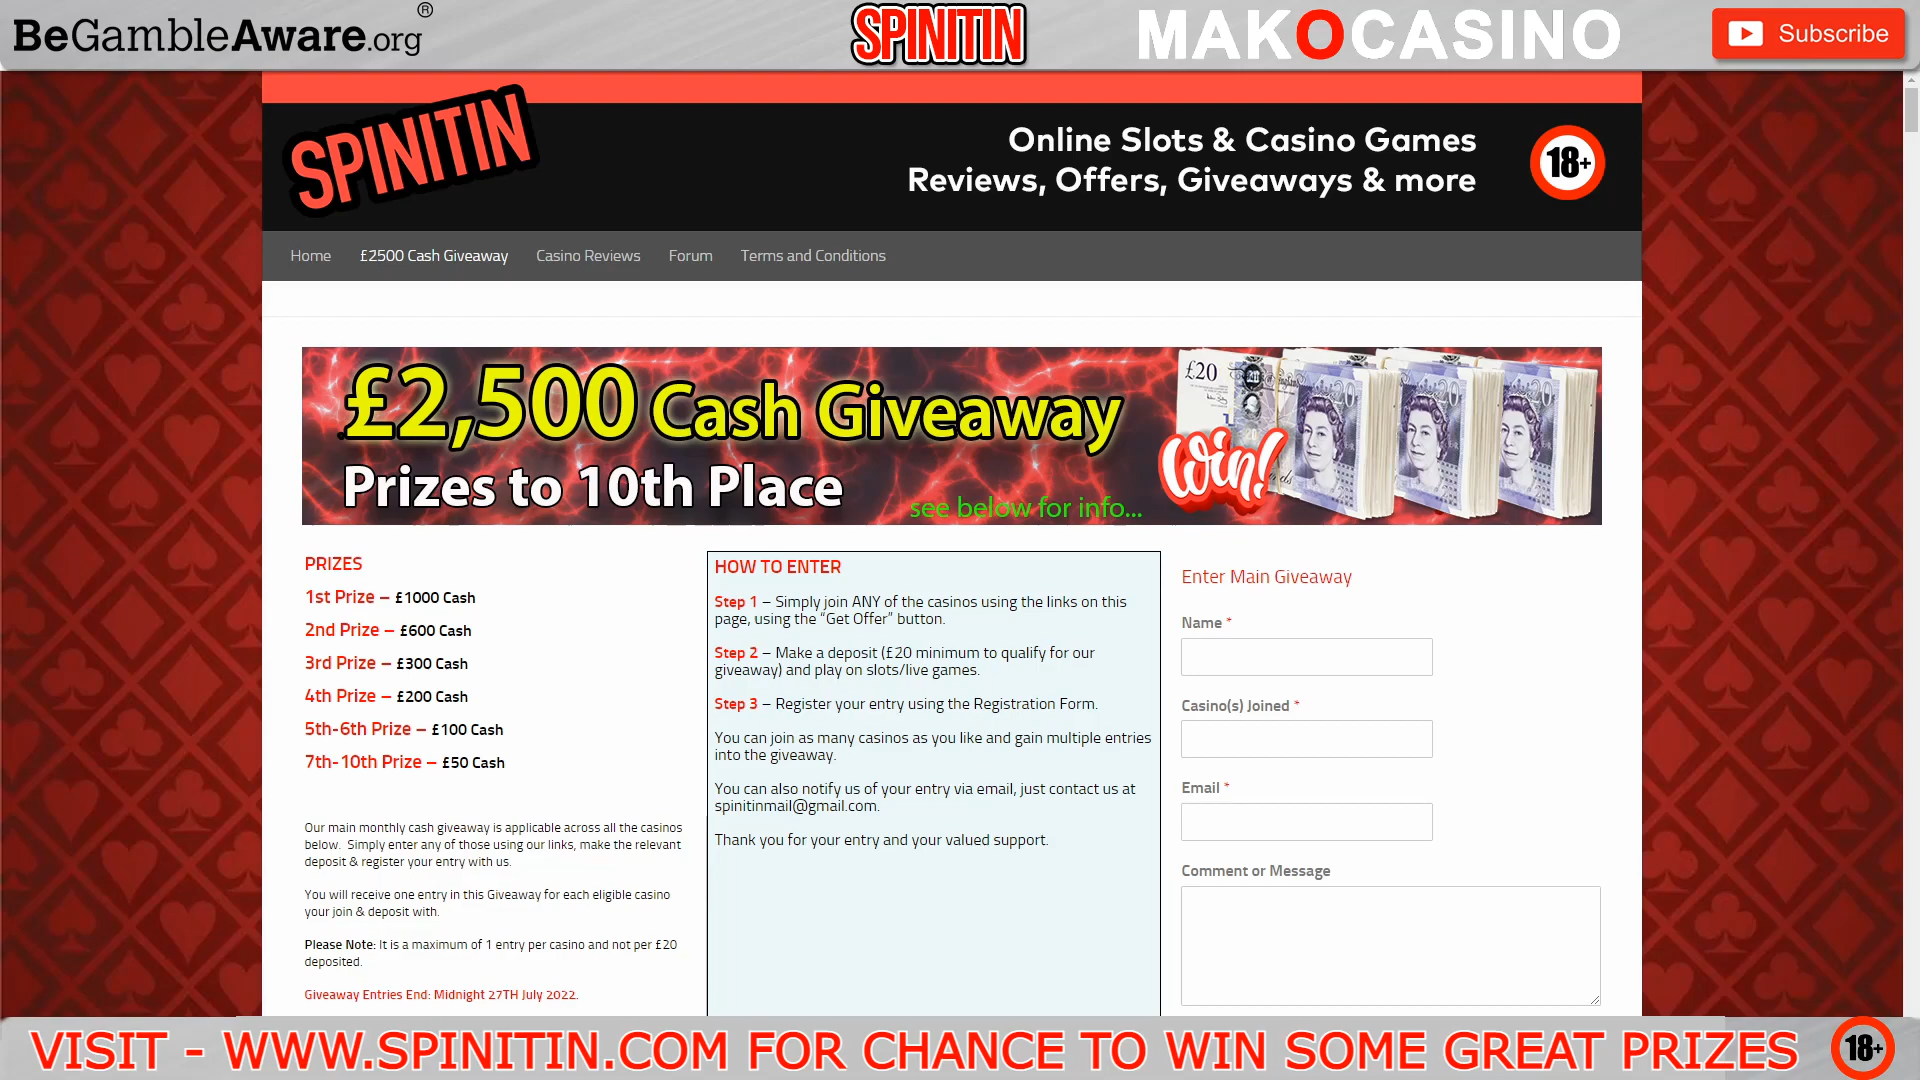 BeGambleAware.org®
SPINITIN
MAKOCASINO
Subscribe
SPINITIN
Online Slots & Casino Games
Reviews, Offers, Giveaways & more
18+
Home £2500 Cash Giveaway Casino Reviews Forum Terms and Conditions
£2,500 Cash Giveaway
Prizes to 10th Place
see below for info...
Win!
£20
PRIZES
1st Prize – £1000 Cash
2nd Prize – £600 Cash
3rd Prize – £300 Cash
4th Prize – £200 Cash
5th-6th Prize – £100 Cash
7th-10th Prize – £50 Cash
Our main monthly cash giveaway is applicable across all the casinos
below. Simply enter any of those using our links, make the relevant
deposit & register your entry with us.
You will receive one entry in this Giveaway for each eligible casino
your join & deposit with.
Please Note: It is a maximum of 1 entry per casino and not per £20
deposited.
Giveaway Entries End: Midnight 27TH July 2022.
HOW TO ENTER
Step 1 – Simply join ANY of the casinos using the links on this
page, using the “Get Offer” button.
Step 2 – Make a deposit (£20 minimum to qualify for our
giveaway) and play on slots/live games.
Step 3 – Register your entry using the Registration Form.
You can join as many casinos as you like and gain multiple entries
into the giveaway.
You can also notify us of your entry via email, just contact us at
spinitinmail@gmail.com.
Thank you for your entry and your valued support.
Enter Main Giveaway
Name *
Casino(s) Joined *
Email *
Comment or Message
VISIT - WWW.SPINITIN.COM FOR CHANCE TO WIN SOME GREAT PRIZES
18+